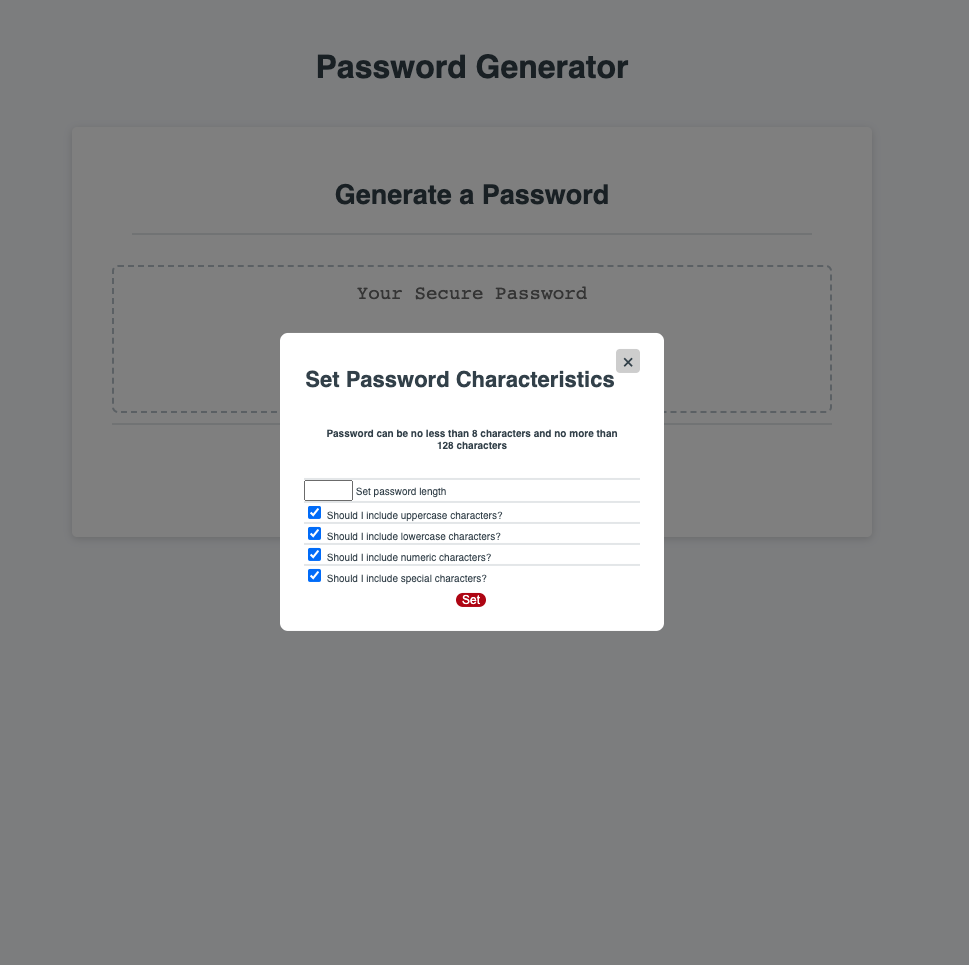 Password Generator
Generate a Password
Your Secure Password
×
Set Password Characteristics
Password can be no less than 8 characters and no more than
128 characters
Set password length
Should I include uppercase characters?
Should I include lowercase characters?
Should I include numeric characters?
Should I include special characters?
Set